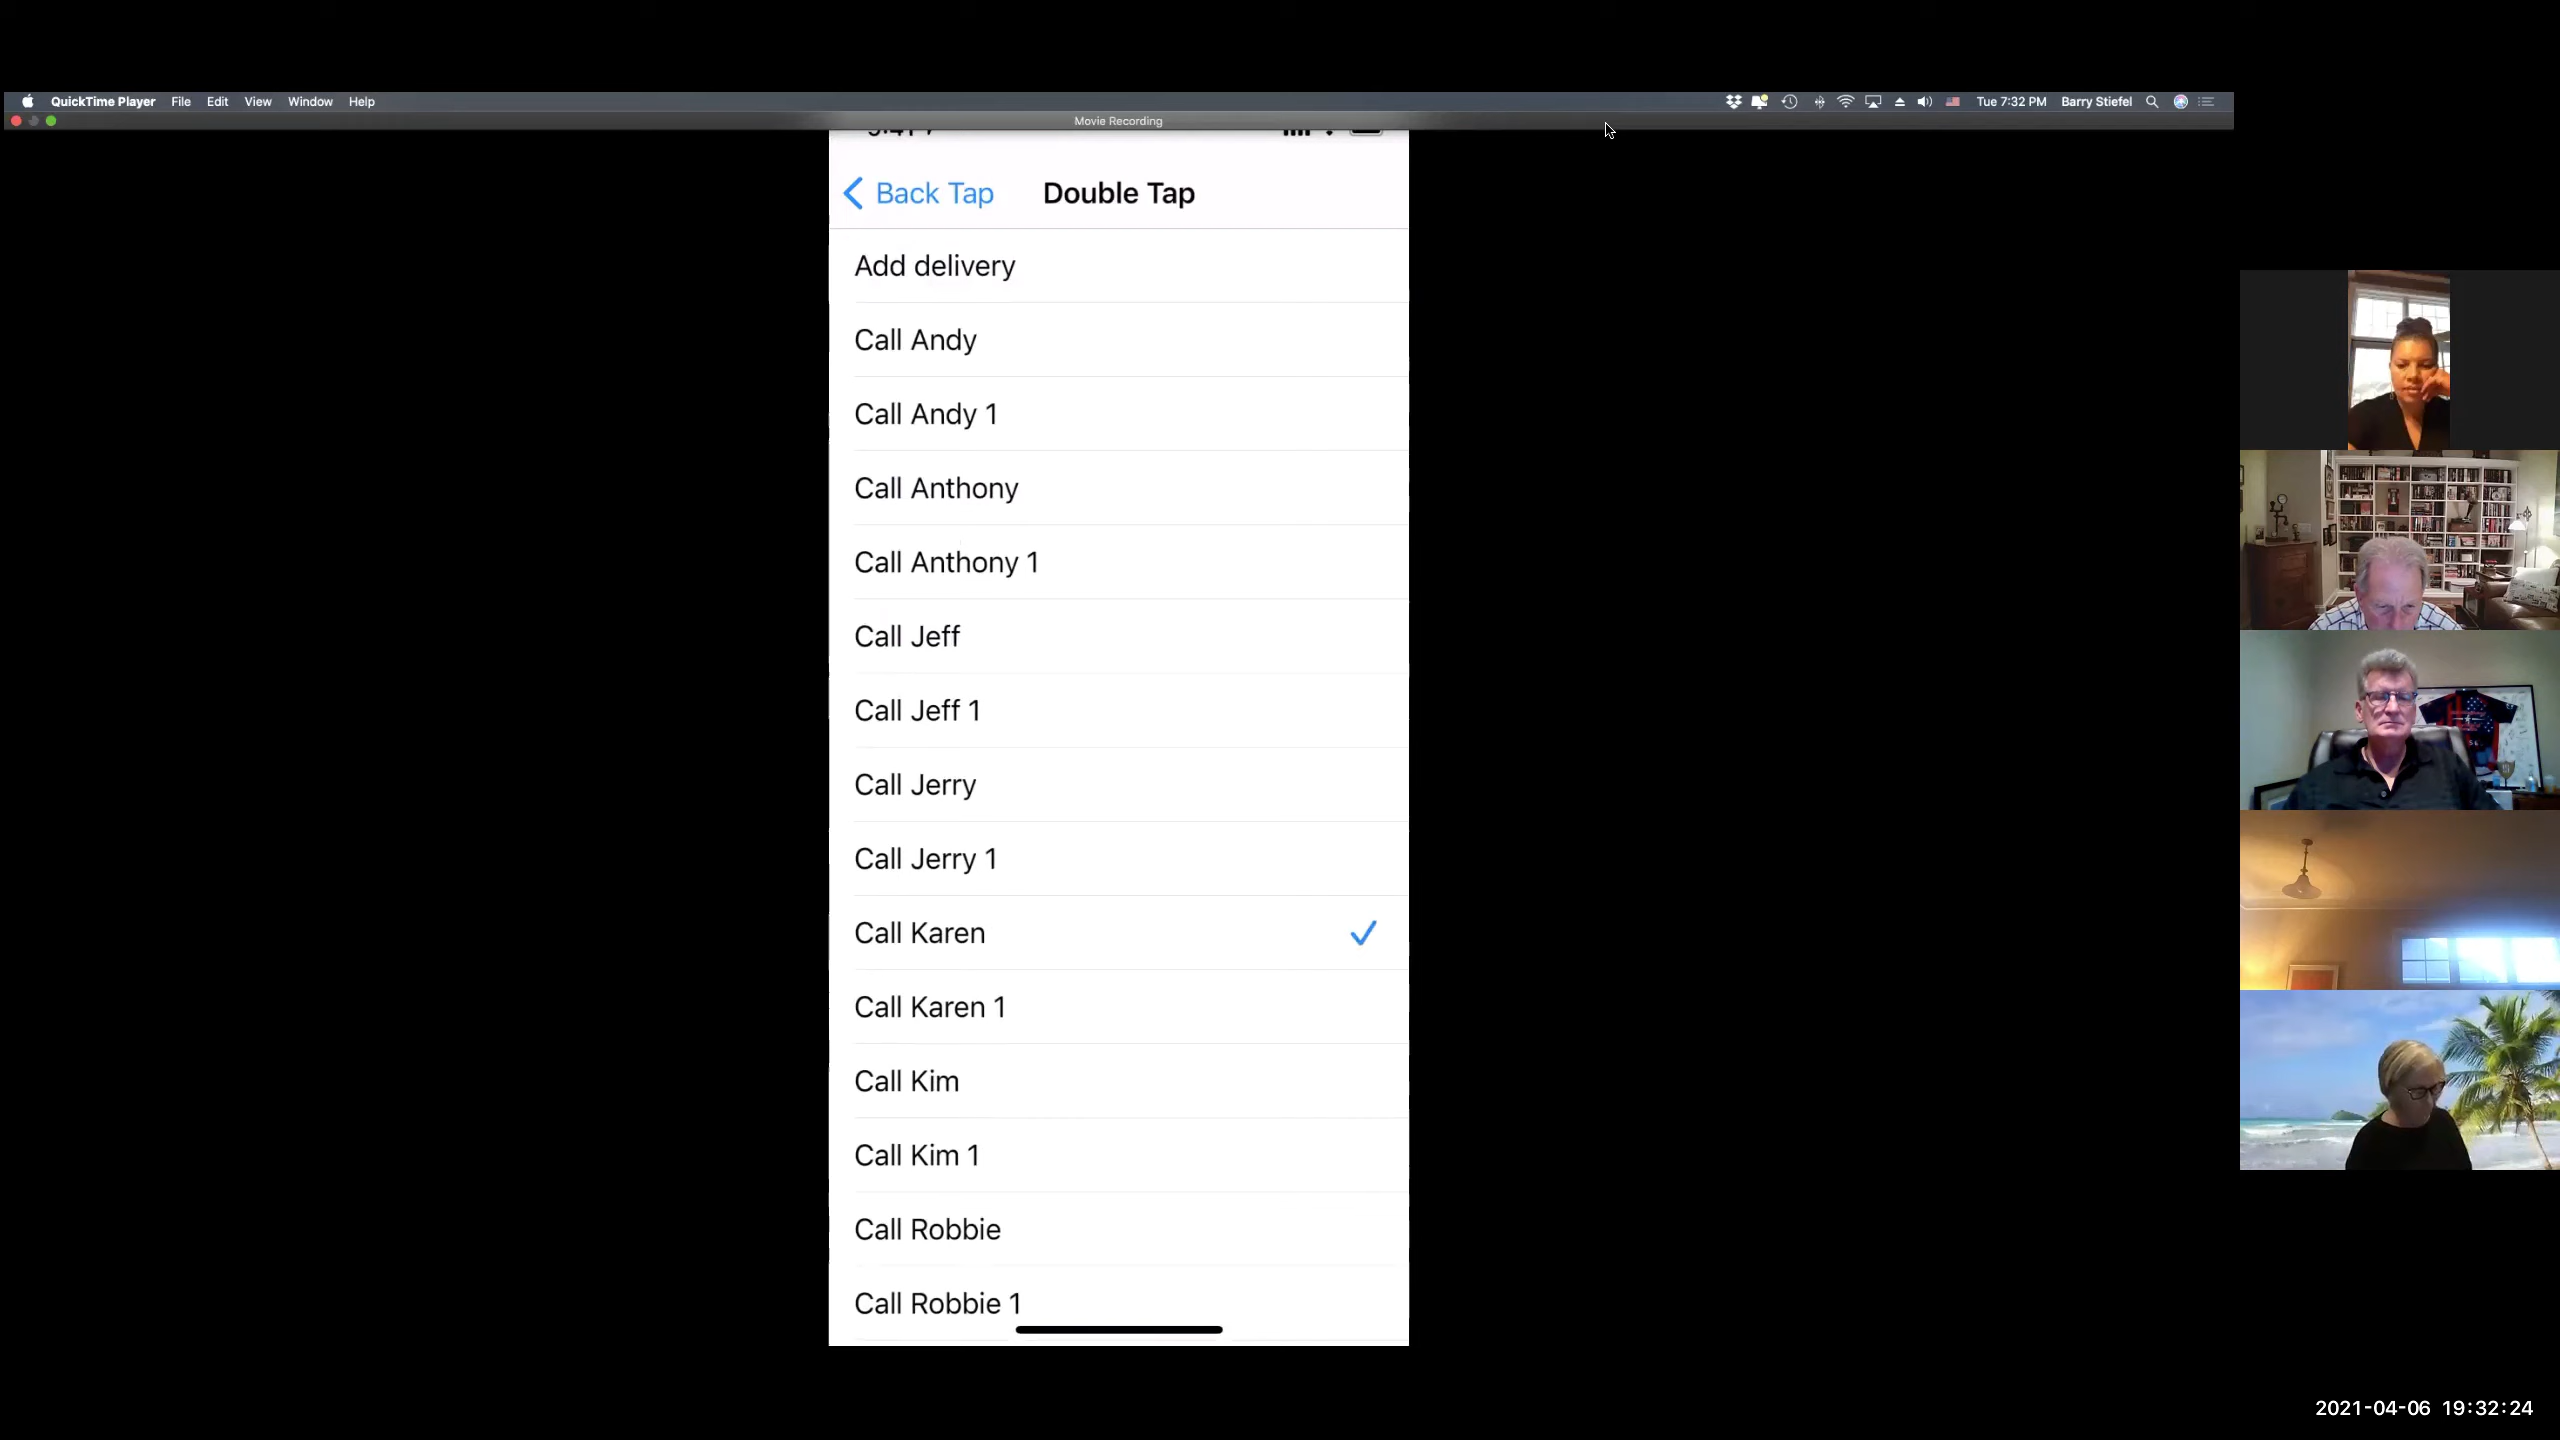 QuickTime Player File Edit View Window Help Tue 7:32 PM Barry Stiefel
Movie Recording
Back Tap Double Tap
Add delivery
Call Andy
Call Andy 1
Call Anthony
Call Anthony 1
Call Jeff
Call Jeff 1
Call Jerry
Call Jerry 1
Call Karen
Call Karen 1
Call Kim
Call Kim 1
Call Robbie
Call Robbie 1
2021-04-06 19:32:24